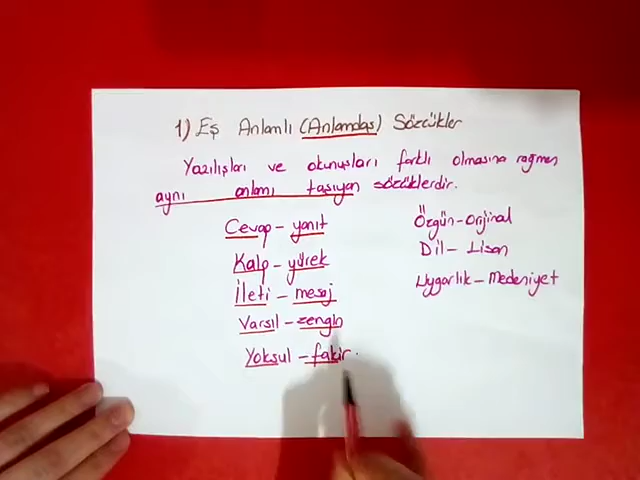 1) Eş Anlamlı (Anlamdaş) Sözcükler
Yazılışları ve okunuşları farklı olmasına rağmen
aynı anlamı taşıyan sözcüklerdir.
Cevap - yanıt
Kalp - yürek
İleti - mesaj
Varsıl - zengin
Yoksul - fakir.
Özgün - orjinal
Dil - Lisan
Uygarlık - Medeniyet